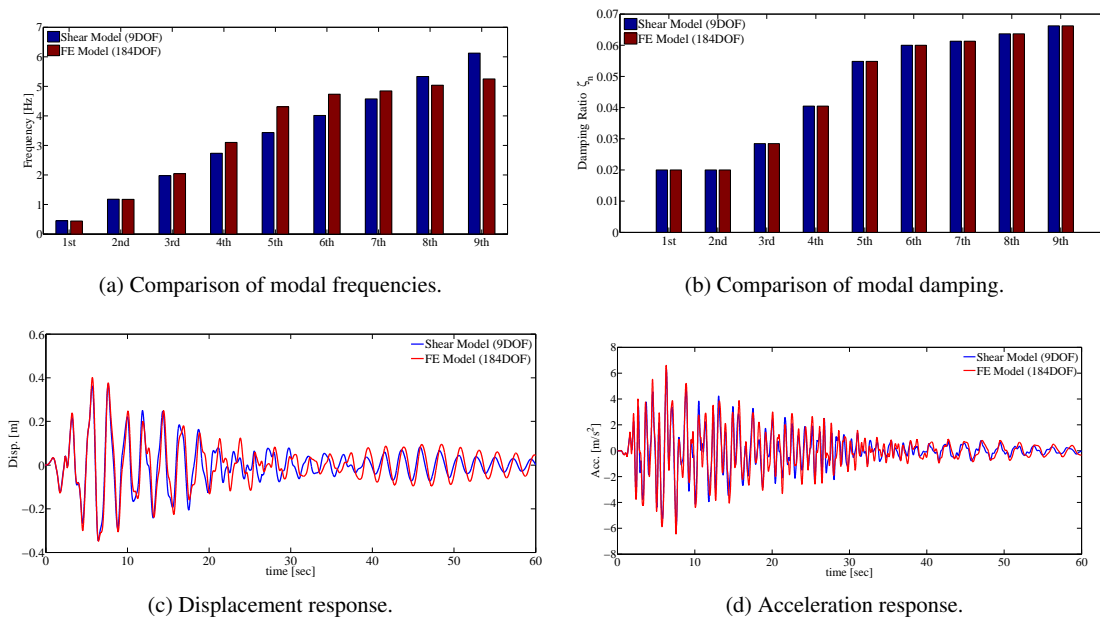 7
6
5
4
3
2
1
0
Frequency [Hz]
Shear Model (9DOF)
FE Model (184DOF)
1st 2nd 3rd 4th 5th 6th 7th 8th 9th
(a) Comparison of modal frequencies.
0.07
0.06
0.05
0.04
0.03
0.02
0.01
0
Damping Ratio ζn
Shear Model (9DOF)
FE Model (184DOF)
1st 2nd 3rd 4th 5th 6th 7th 8th 9th
(b) Comparison of modal damping.
0.6
0.4
0.2
0
-0.2
-0.4
Disp. [m]
Shear Model (9DOF)
FE Model (184DOF)
0 10 20 30 40 50 60
time [sec]
(c) Displacement response.
8
6
4
2
0
-2
-4
-6
-8
Acc. [m/s²]
Shear Model (9DOF)
FE Model (184DOF)
0 10 20 30 40 50 60
time [sec]
(d) Acceleration response.